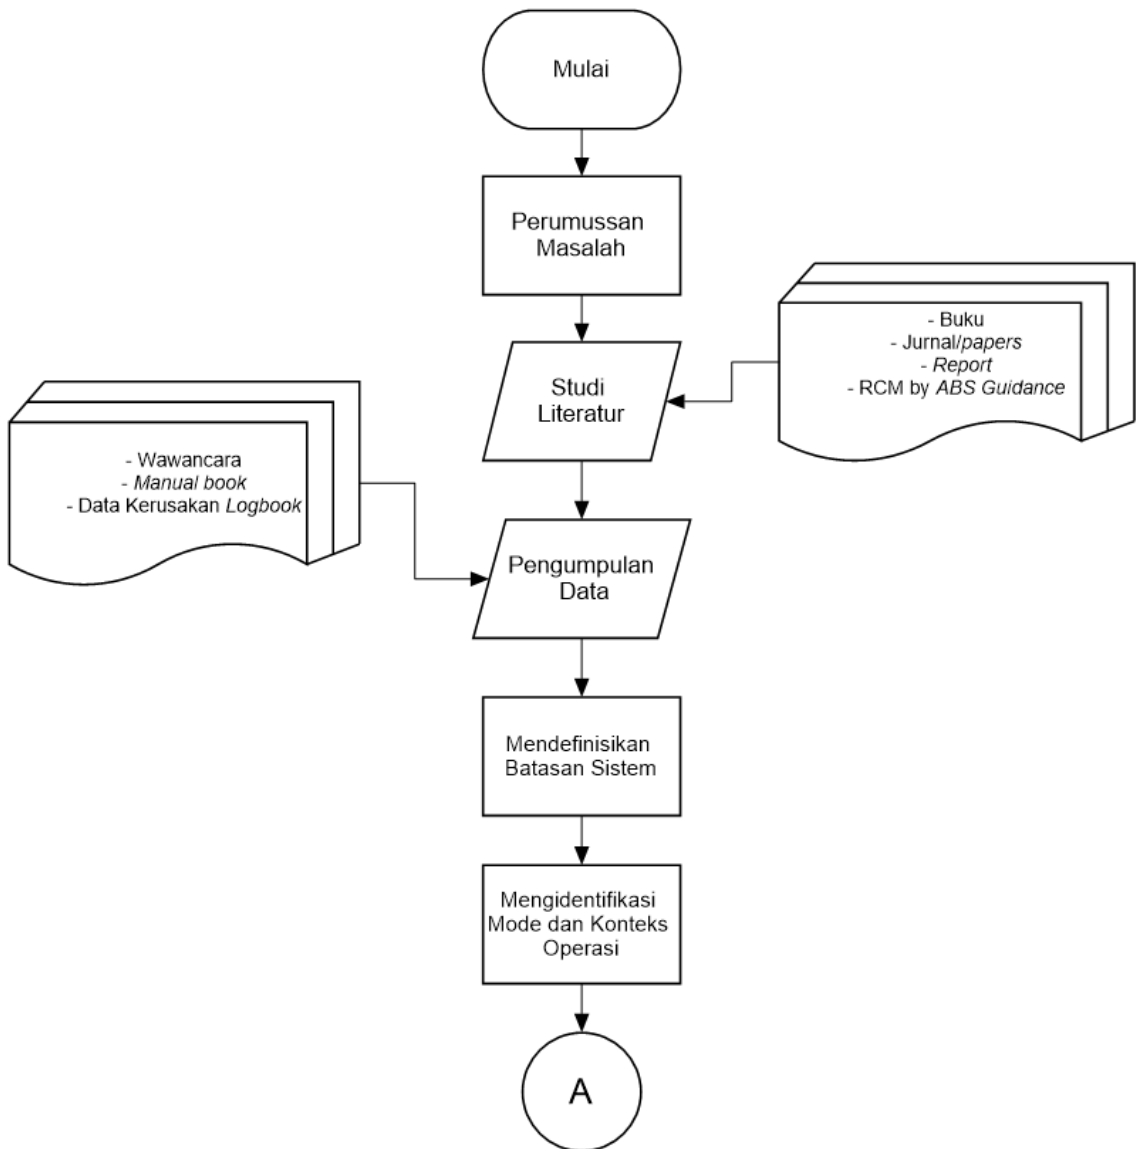 Mulai
Perumussan
Masalah
- Buku
- Jurnal/papers
- Report
- RCM by ABS Guidance
Studi
Literatur
- Wawancara
- Manual book
- Data Kerusakan Logbook
Pengumpulan
Data
Mendefinisikan
Batasan Sistem
Mengidentifikasi
Mode dan Konteks
Operasi
A